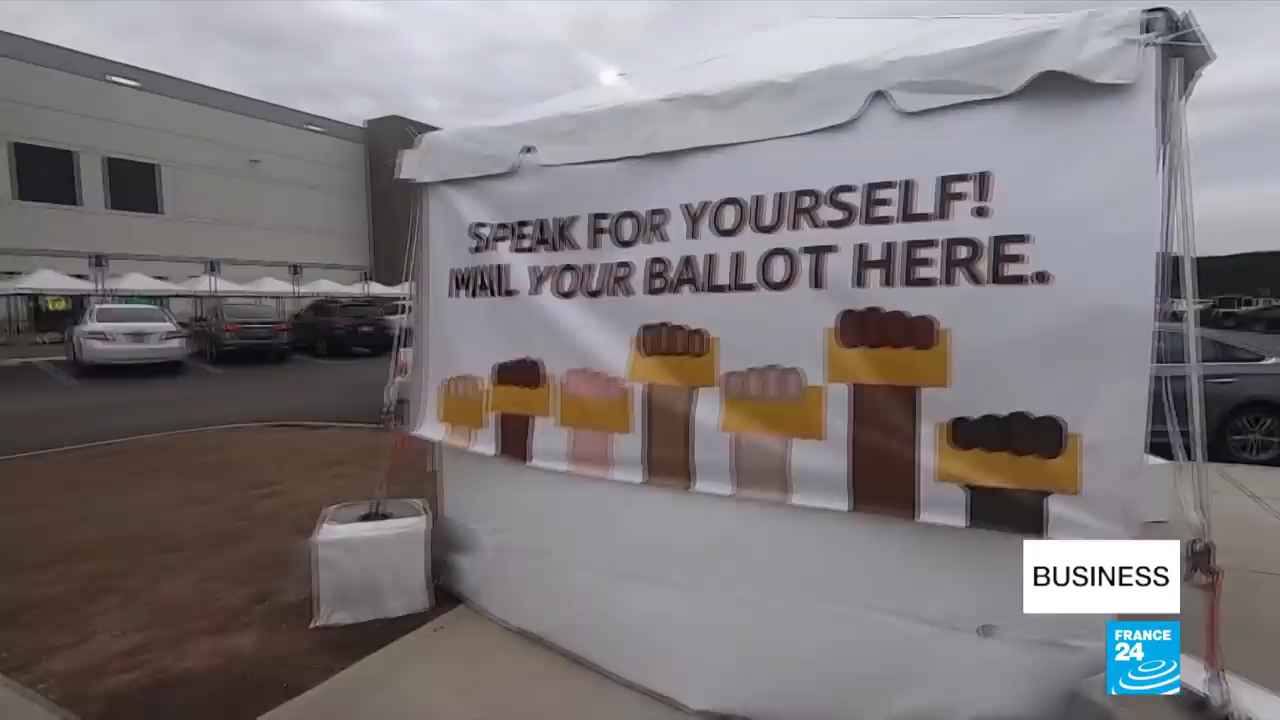 SPEAK FOR YOURSELF!
MAIL YOUR BALLOT HERE.
BUSINESS
FRANCE
24